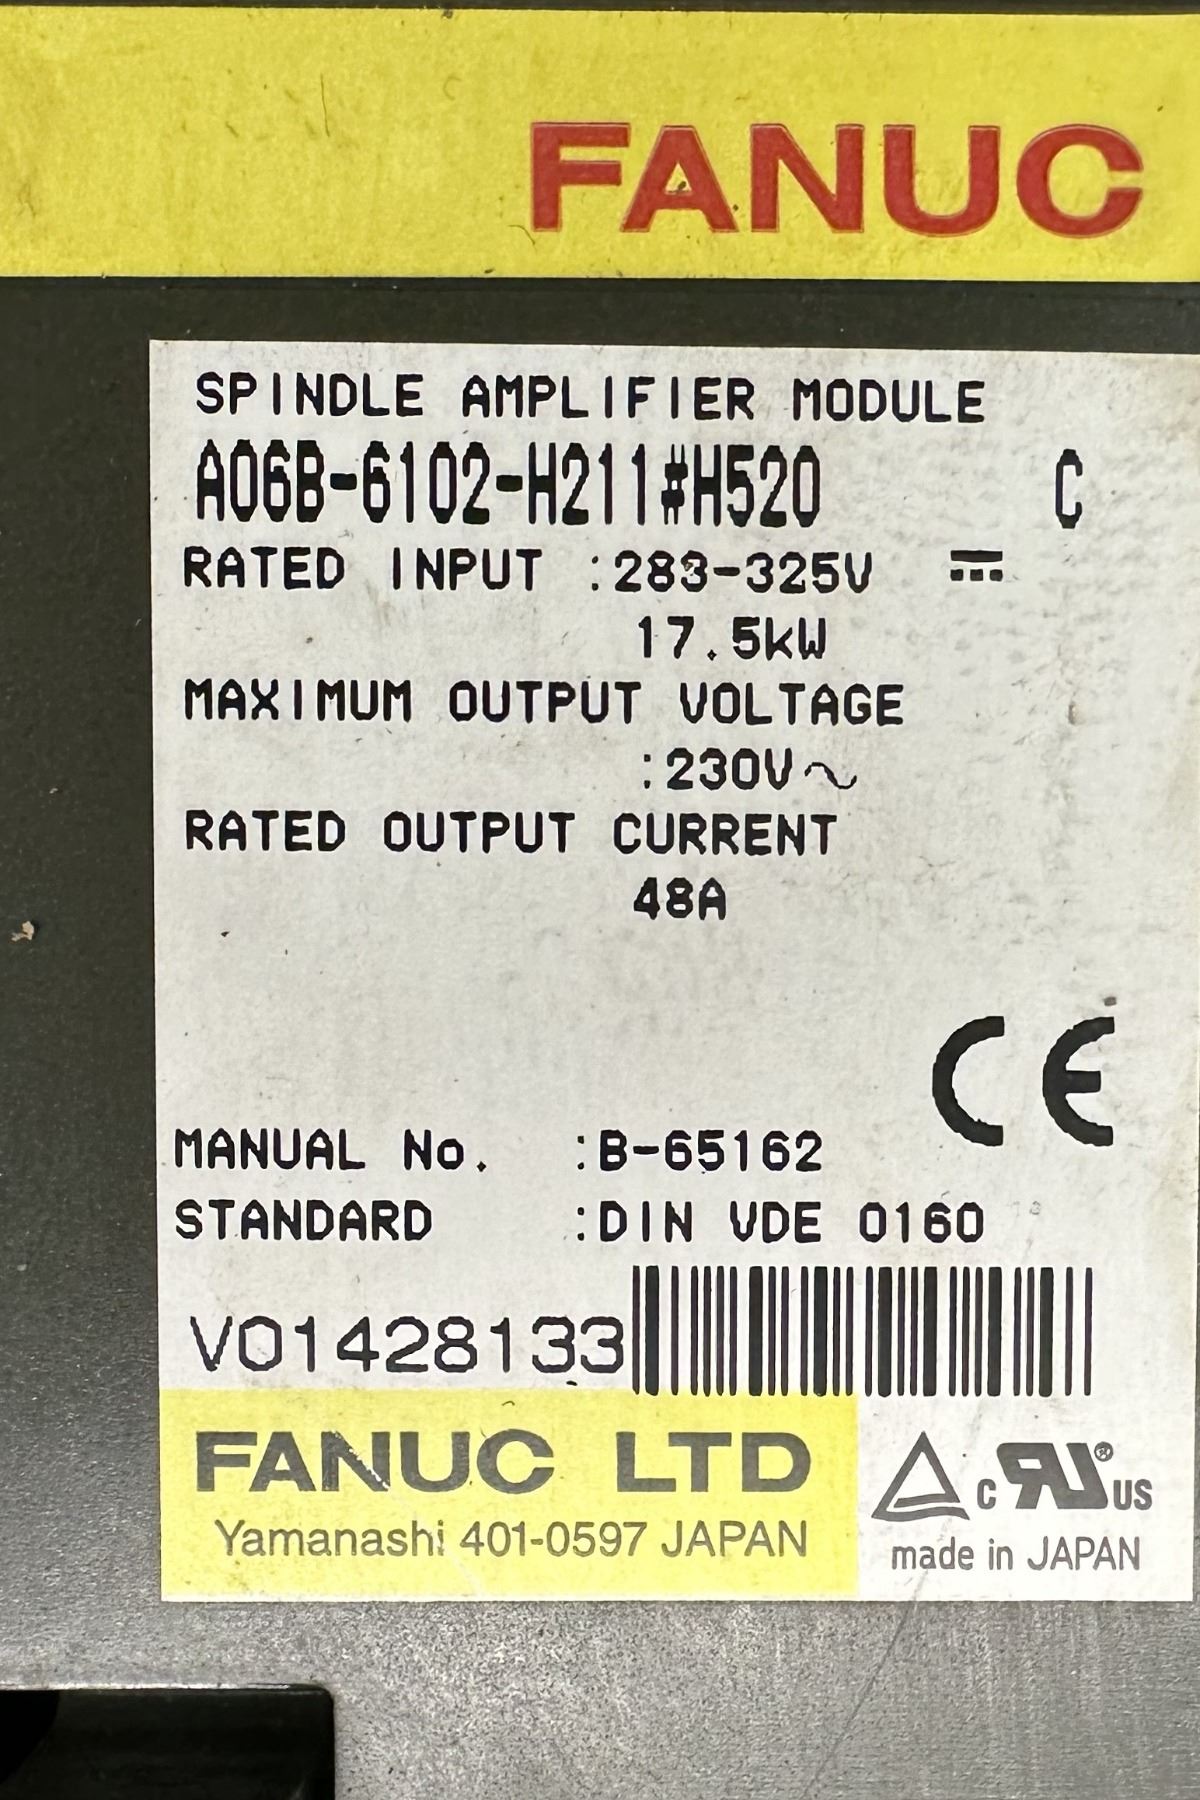 FANUC
SPINDLE AMPLIFIER MODULE
A06B-6102-H211#H520 C
RATED INPUT :283-325V ⎓
17.5kW
MAXIMUM OUTPUT VOLTAGE
:230V～
RATED OUTPUT CURRENT
48A
CE
MANUAL No. :B-65162
STANDARD :DIN VDE 0160
V01428133
FANUC LTD
Yamanashi 401-0597 JAPAN
c RU ® US
made in JAPAN